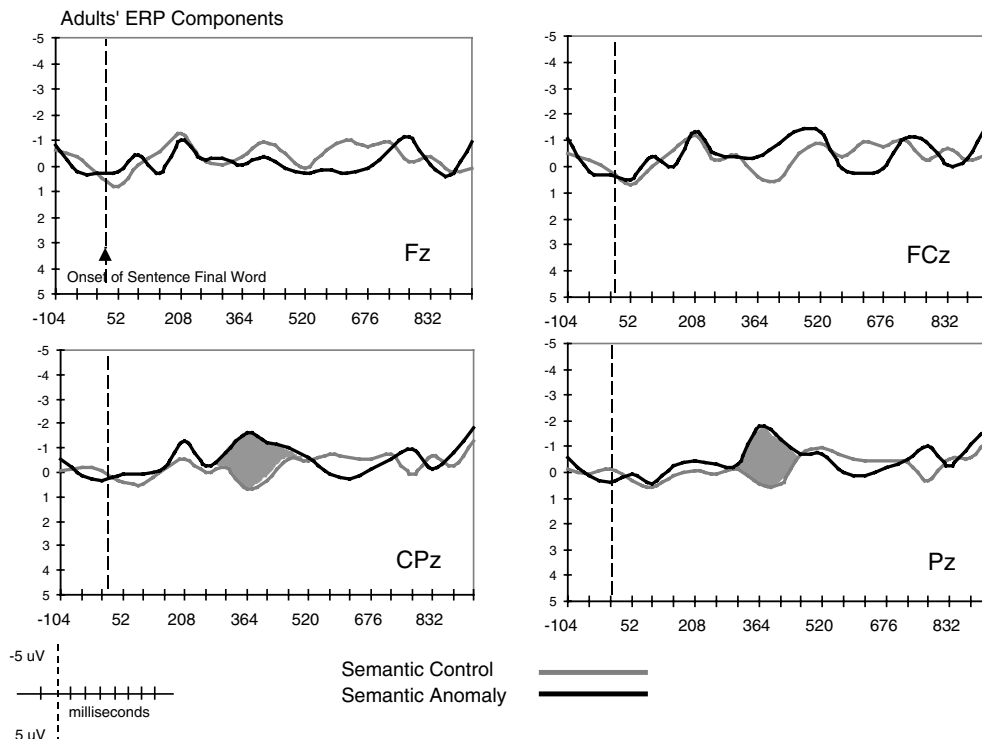 Adults' ERP Components
-5
-4
-3
-2
-1
0
1
2
3
4
5
Fz
Onset of Sentence Final Word
-104 52 208 364 520 676 832
-5
-4
-3
-2
-1
0
1
2
3
4
5
FCz
-104 52 208 364 520 676 832
-5
-4
-3
-2
-1
0
1
2
3
4
5
CPz
-104 52 208 364 520 676 832
-5
-4
-3
-2
-1
0
1
2
3
4
5
Pz
-104 52 208 364 520 676 832
-5 uV
milliseconds
5 uV
Semantic Control
Semantic Anomaly